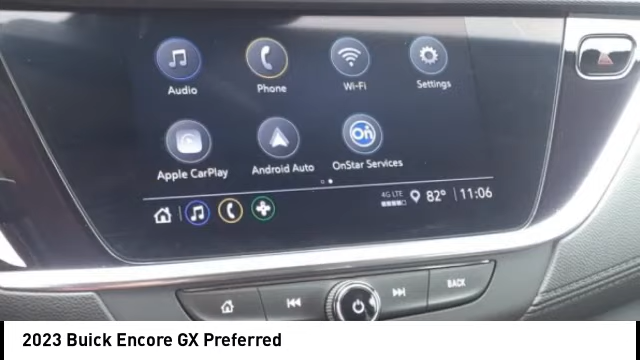 Audio
Phone
Wi-Fi
Settings
Apple CarPlay
Android Auto
On
OnStar Services
4G LTE
82° 11:06
BACK
2023 Buick Encore GX Preferred